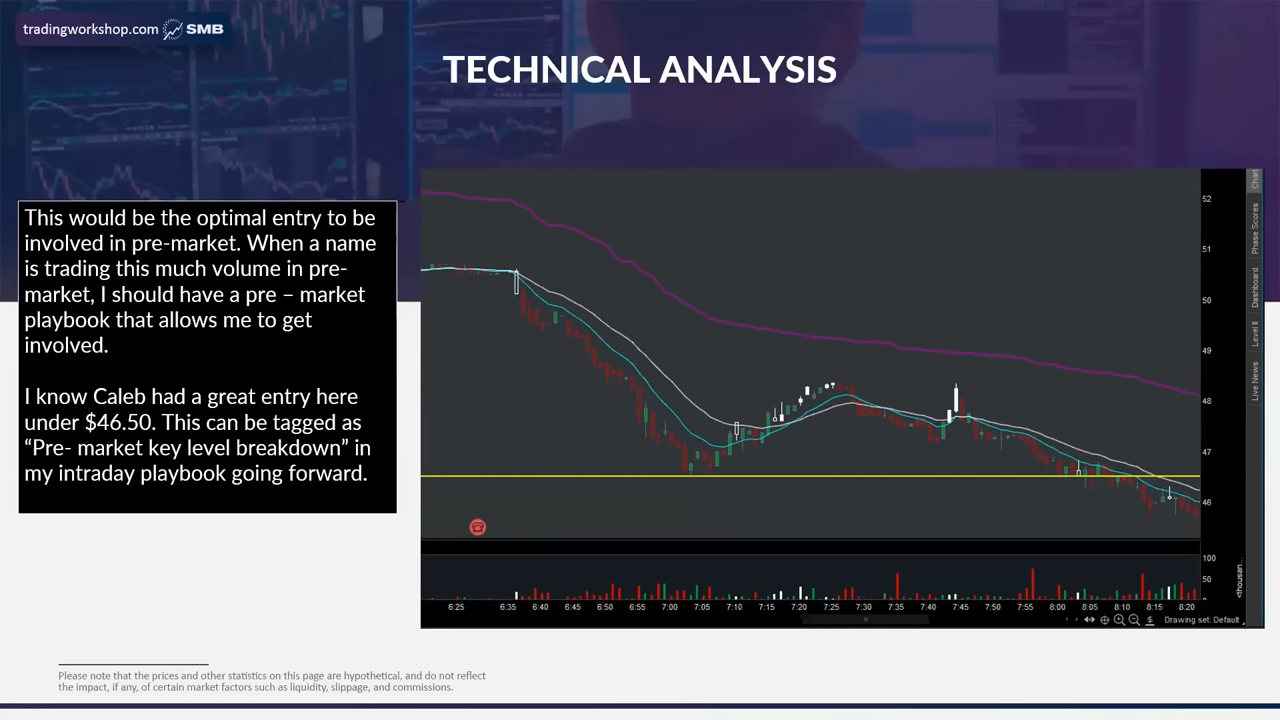 tradingworkshop.com SMB
TECHNICAL ANALYSIS
This would be the optimal entry to be
involved in pre-market. When a name
is trading this much volume in pre-
market, I should have a pre – market
playbook that allows me to get
involved.
I know Caleb had a great entry here
under $46.50. This can be tagged as
“Pre- market key level breakdown” in
my intraday playbook going forward.
52
51
50
49
48
47
46
100
50
Chart
Phase Scores
Dashboard
Level II
Live News
6:25 6:35 6:40 6:45 6:50 6:55 7:00 7:05 7:10 7:15 7:20 7:25 7:30 7:35 7:40 7:45 7:50 7:55 8:00 8:05 8:10 8:15 8:20
Drawing set: Default
Please note that the prices and other statistics on this page are hypothetical, and do not reflect
the impact, if any, of certain market factors such as liquidity, slippage, and commissions.